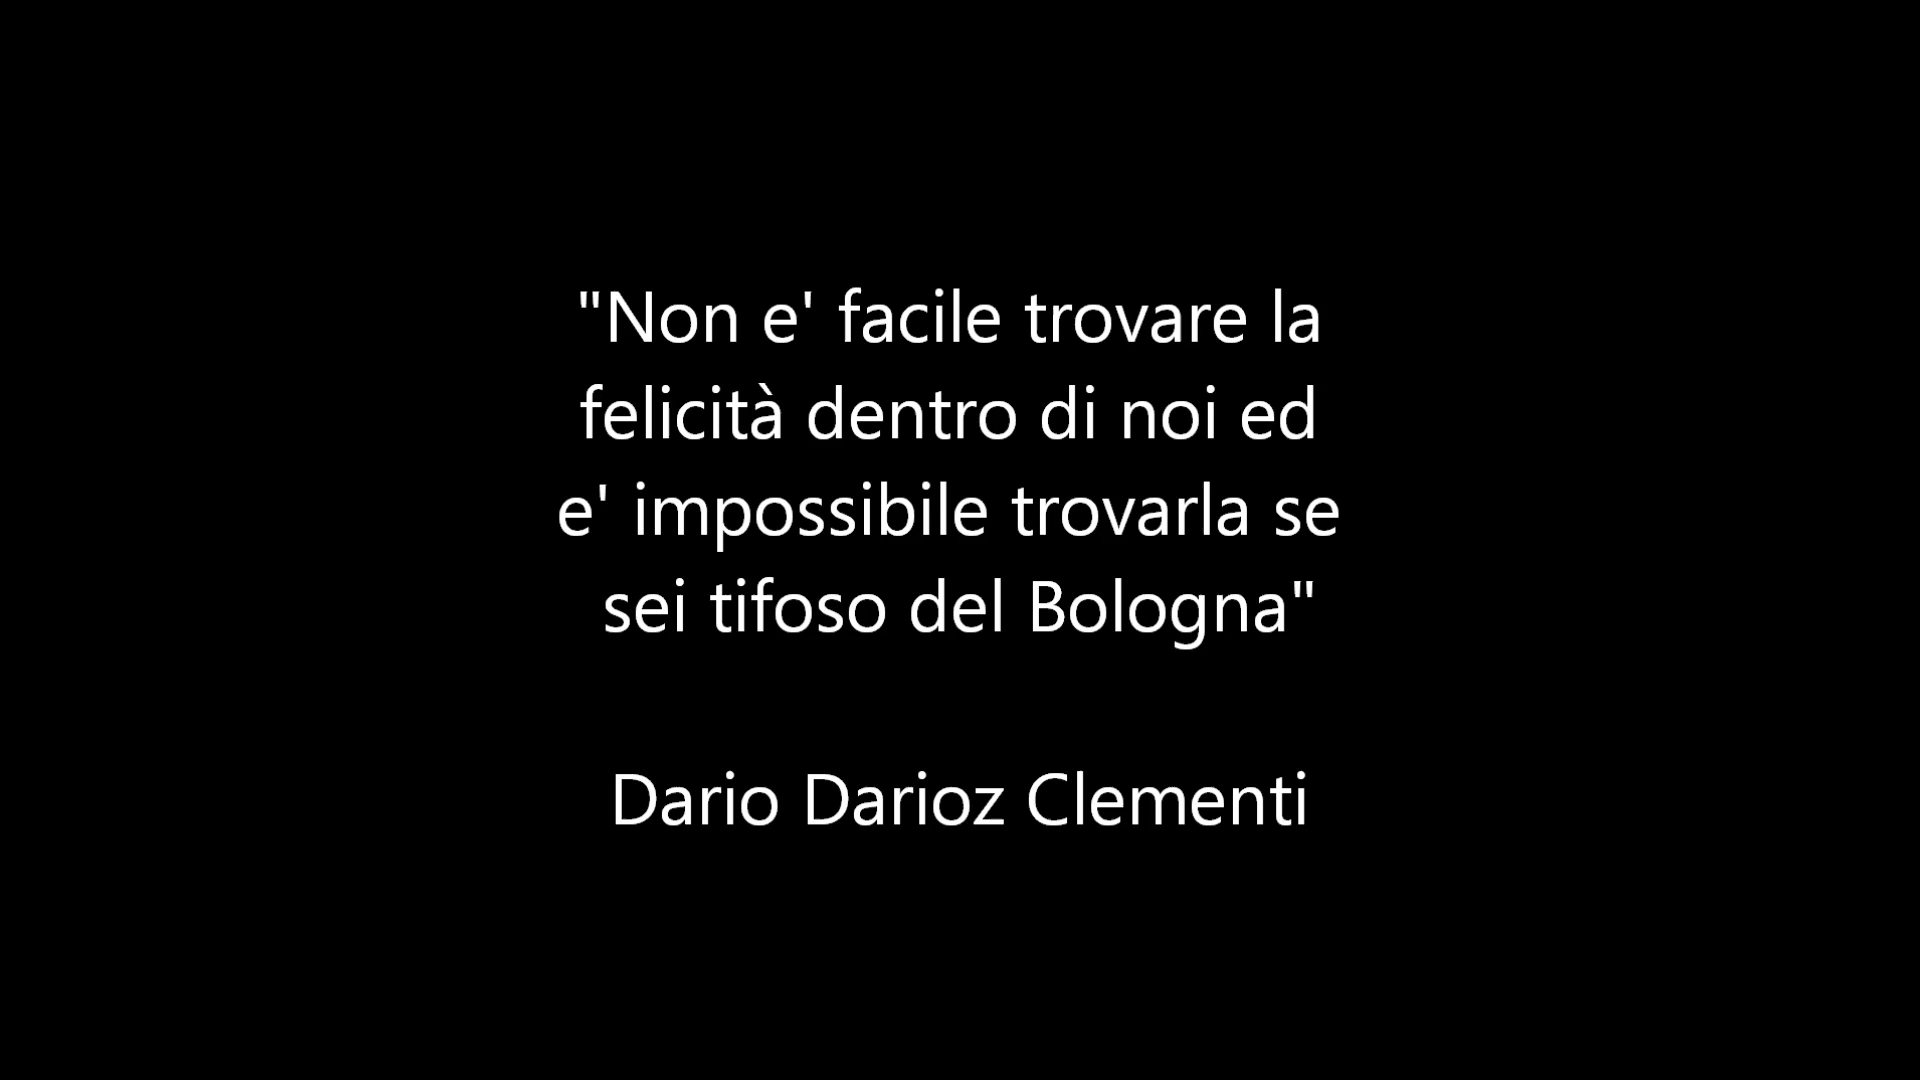 "Non e' facile trovare la
felicità dentro di noi ed
e' impossibile trovarla se
sei tifoso del Bologna"
Dario Darioz Clementi